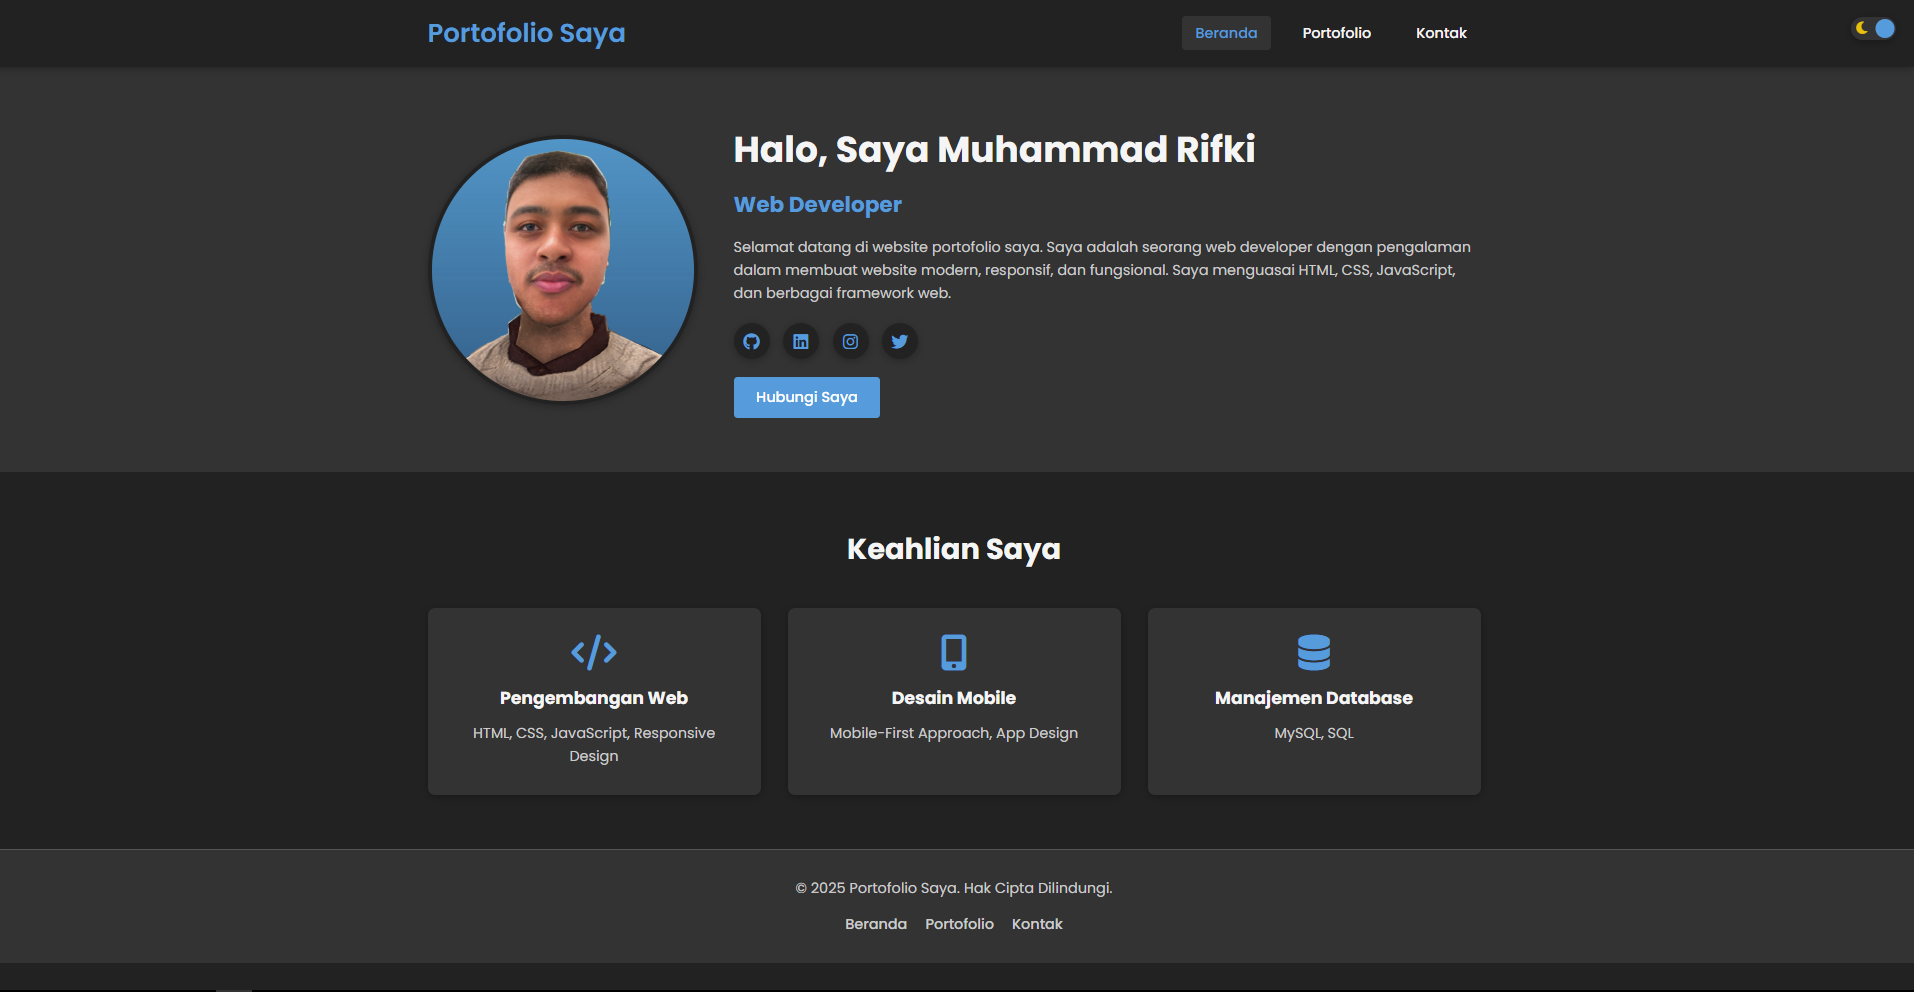 Portofolio Saya
Beranda
Portofolio
Kontak
Halo, Saya Muhammad Rifki
Web Developer
Selamat datang di website portofolio saya. Saya adalah seorang web developer dengan pengalaman
dalam membuat website modern, responsif, dan fungsional. Saya menguasai HTML, CSS, JavaScript,
dan berbagai framework web.
Hubungi Saya
Keahlian Saya
Pengembangan Web
HTML, CSS, JavaScript, Responsive
Design
Desain Mobile
Mobile-First Approach, App Design
Manajemen Database
MySQL, SQL
© 2025 Portofolio Saya. Hak Cipta Dilindungi.
Beranda
Portofolio
Kontak